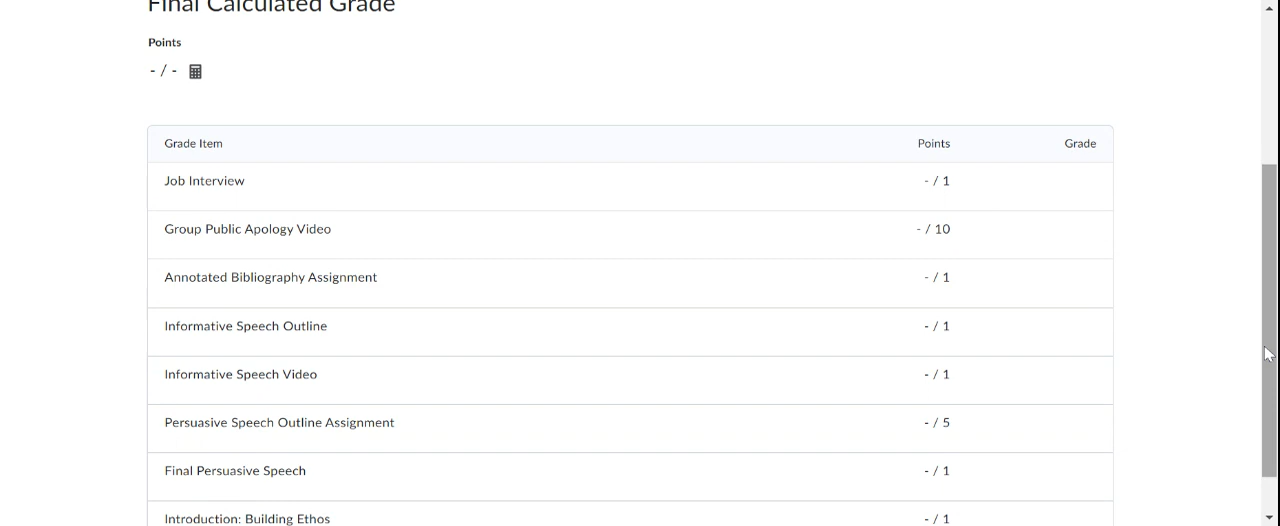 Final Calculated Grade
Points
- / -
Grade Item Points Grade
Job Interview - / 1
Group Public Apology Video - / 10
Annotated Bibliography Assignment - / 1
Informative Speech Outline - / 1
Informative Speech Video - / 1
Persuasive Speech Outline Assignment - / 5
Final Persuasive Speech - / 1
Introduction: Building Ethos - / 1